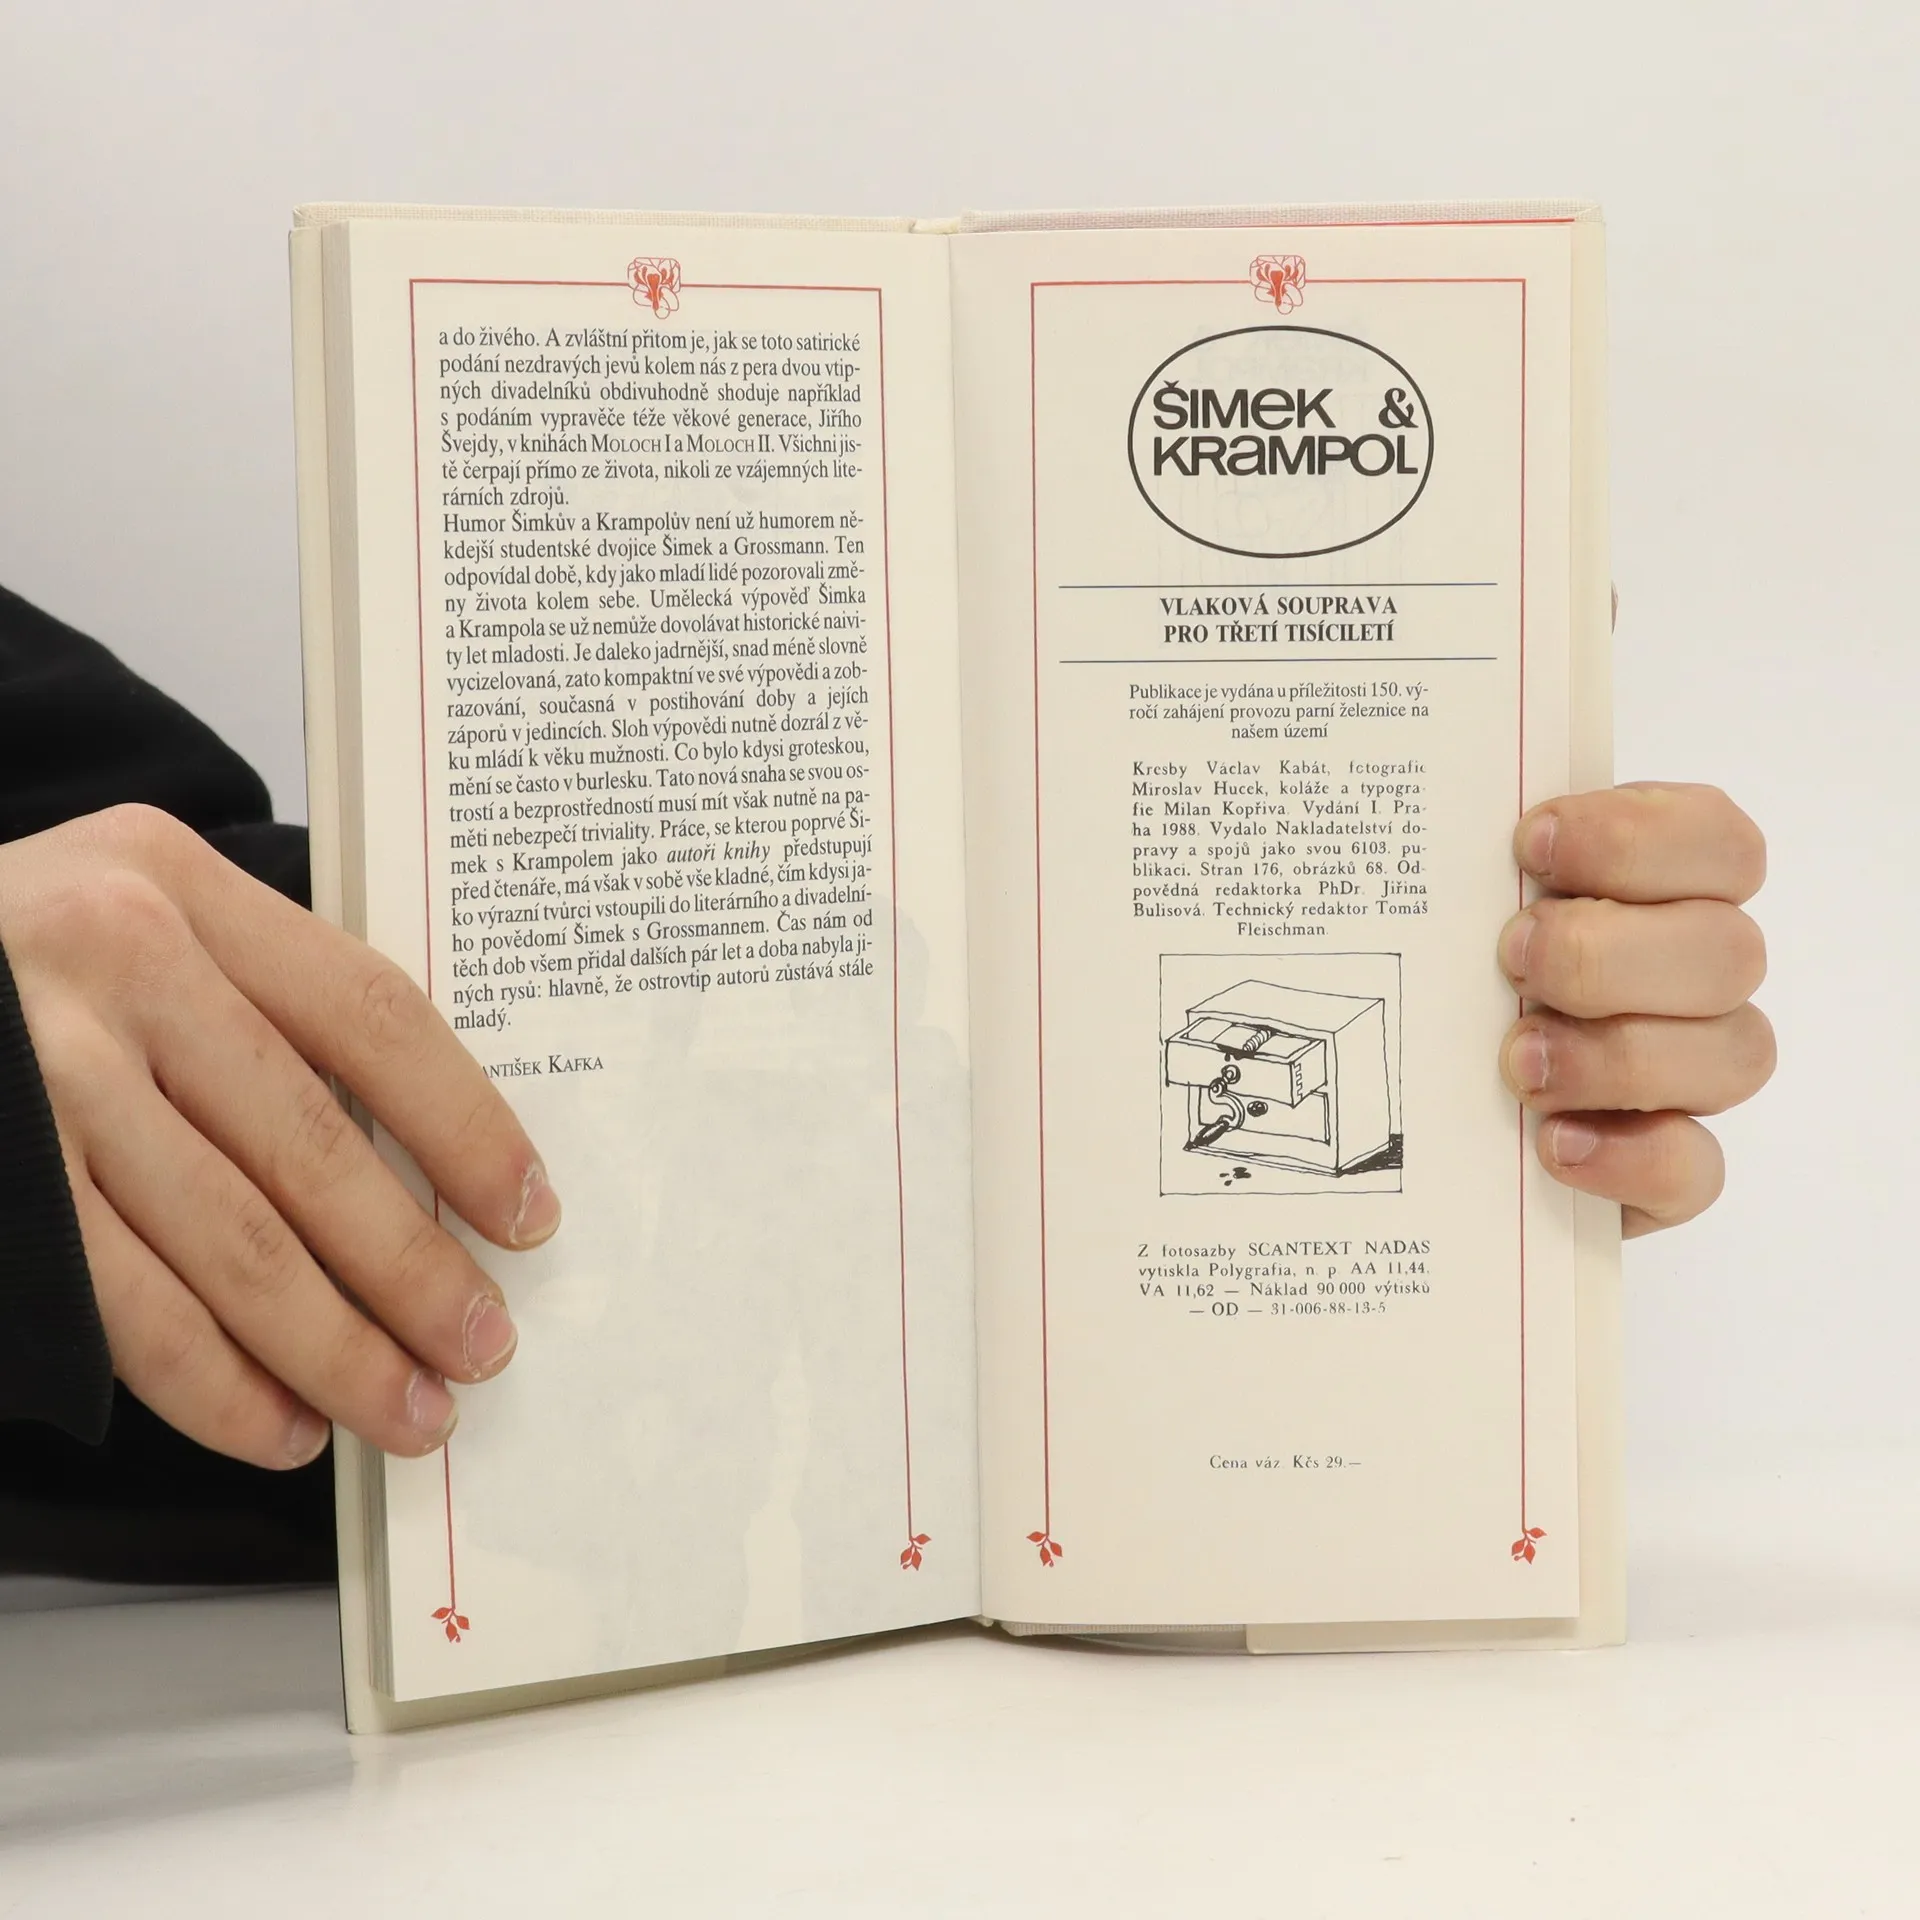 a do živého. A zvláštní přitom je, jak se toto satirické
podání nezdravých jevů kolem nás z pera dvou vtip-
ných divadelníků obdivuhodně shoduje například
s podáním vypravěče téže věkové generace, Jiřího
Švejdy, v knihách MOLOCH I a MOLOCH II. Všichni jis-
tě čerpají přímo ze života, nikoli ze vzájemných lite-
rárních zdrojů.
Humor Šimkův a Krampolův není už humorem ně-
kdejší studentské dvojice Šimek a Grossmann. Ten
odpovídal době, kdy jako mladí lidé pozorovali změ-
ny života kolem sebe. Umělecká výpověď Šimka
a Krampola se už nemůže dovolávat historické naivi-
ty let mladosti. Je daleko jadrnější, snad méně slovně
vycizelovaná, zato kompaktní ve své výpovědi a zob-
razování, současná v postihování doby a jejích
záporů v jedincích. Sloh výpovědi nutně dozrál z vě-
ku mládí k věku mužnosti. Co bylo kdysi groteskou,
mění se často v burlesku. Tato nová snaha se svou os-
trostí a bezprostředností musí mít však nutně na pa-
měti nebezpečí triviality. Práce, se kterou poprvé Ši-
mek s Krampolem jako autoři knihy předstupují
před čtenáře, má však v sobě vše kladné, čím kdysi ja-
ko výrazní tvůrci vstoupili do literárního a divadelní-
ho povědomí Šimek s Grossmannem. Čas nám od
těch dob všem přidal dalších pár let a doba nabyla ji-
ných rysů: hlavně, že ostrovtip autorů zůstává stále
mladý.
ANTIŠEK KAFKA
ŠIMEK &
KRAMPOL
VLAKOVÁ SOUPRAVA
PRO TŘETÍ TISÍCILETÍ
Publikace je vydána u příležitosti 150. vý-
ročí zahájení provozu parní železnice na
našem území
Kresby Václav Kabát, fotografie
Miroslav Hucek, koláže a typogra-
fie Milan Kopřiva. Vydání I. Pra-
ha 1988. Vydalo Nakladatelství do-
pravy a spojů jako svou 6103. pu-
blikaci. Stran 176, obrázků 68. Od-
povědná redaktorka PhDr. Jiřina
Bulisová. Technický redaktor Tomáš
Fleischman.
Z fotosazby SCANTEXT NADAS
vytiskla Polygrafia, n. p. AA 11,44.
VA 11,62 — Náklad 90 000 výtisků
— OD — 31-006-88-13-5
Cena váz. Kčs 29.—